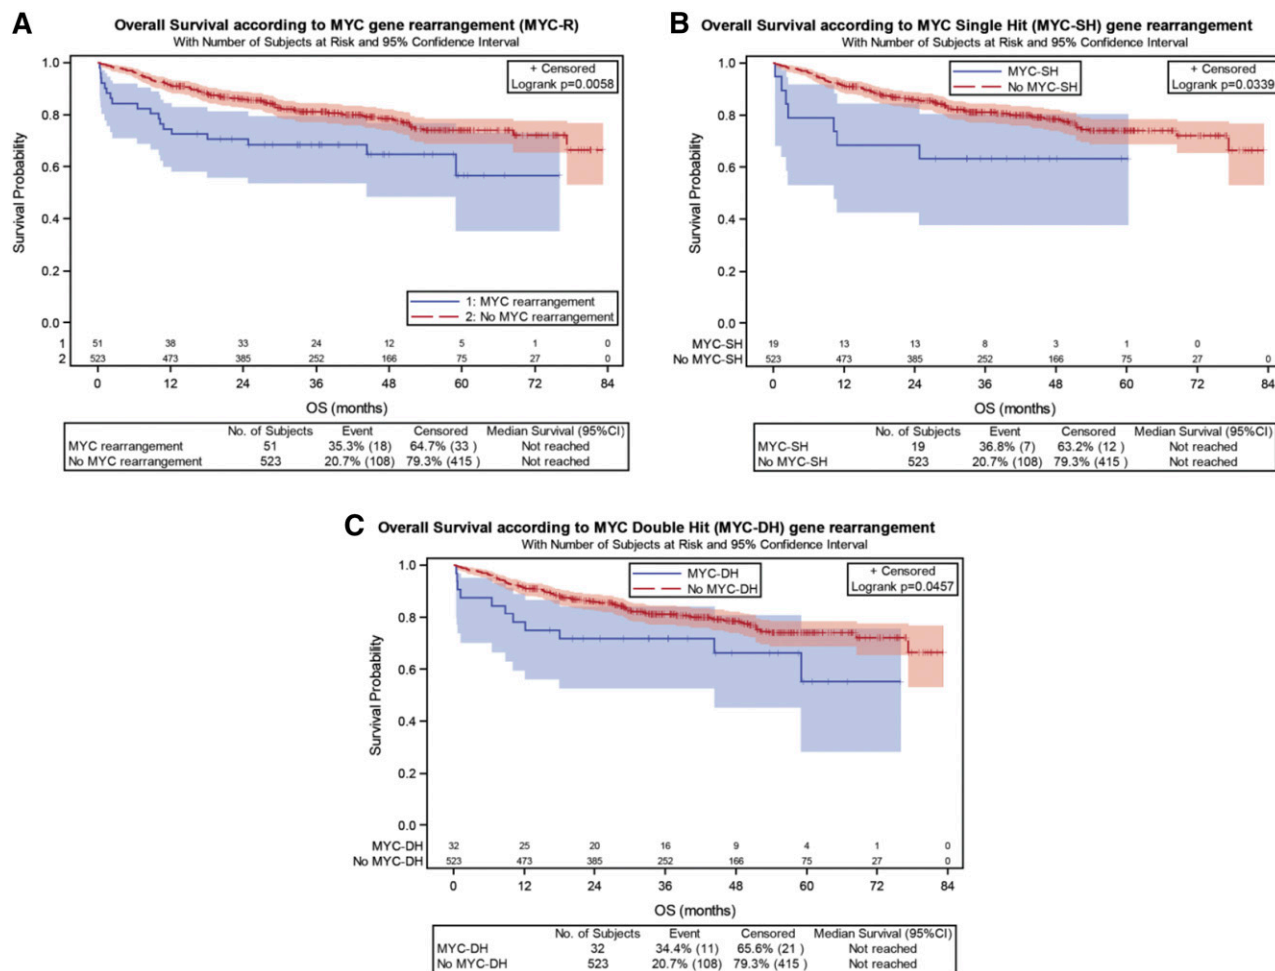 A
Overall Survival according to MYC gene rearrangement (MYC-R)
With Number of Subjects at Risk and 95% Confidence Interval
+ Censored
Logrank p=0.0058
Survival Probability
1.0
0.8
0.6
0.4
0.2
0.0
1: MYC rearrangement
2: No MYC rearrangement
1 51 38 33 24 12 5 1 0
2 523 473 385 252 166 75 27 0
0 12 24 36 48 60 72 84
OS (months)
No. of Subjects Event Censored Median Survival (95%CI)
MYC rearrangement 51 35.3% (18) 64.7% (33 ) Not reached
No MYC rearrangement 523 20.7% (108) 79.3% (415 ) Not reached
B
Overall Survival according to MYC Single Hit (MYC-SH) gene rearrangement
With Number of Subjects at Risk and 95% Confidence Interval
MYC-SH
No MYC-SH
+ Censored
Logrank p=0.0339
Survival Probability
1.0
0.8
0.6
0.4
0.2
0.0
MYC-SH 19 13 13 8 3 1 0
No MYC-SH 523 473 385 252 166 75 27 0
0 12 24 36 48 60 72 84
OS (months)
No. of Subjects Event Censored Median Survival (95%CI)
MYC-SH 19 36.8% (7) 63.2% (12 ) Not reached
No MYC-SH 523 20.7% (108) 79.3% (415 ) Not reached
C
Overall Survival according to MYC Double Hit (MYC-DH) gene rearrangement
With Number of Subjects at Risk and 95% Confidence Interval
MYC-DH
No MYC-DH
+ Censored
Logrank p=0.0457
Survival Probability
1.0
0.8
0.6
0.4
0.2
0.0
MYC-DH 32 25 20 16 9 4 1 0
No MYC-DH 523 473 385 252 166 75 27 0
0 12 24 36 48 60 72 84
OS (months)
No. of Subjects Event Censored Median Survival (95%CI)
MYC-DH 32 34.4% (11) 65.6% (21 ) Not reached
No MYC-DH 523 20.7% (108) 79.3% (415 ) Not reached